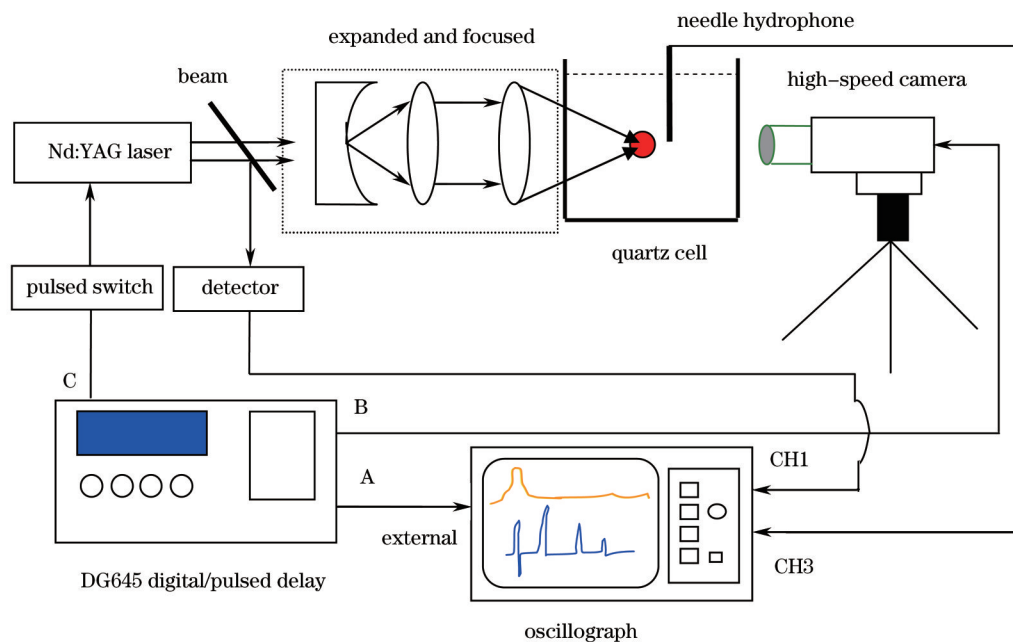 needle hydrophone
expanded and focused
beam
high-speed camera
Nd:YAG laser
quartz cell
pulsed switch
detector
C
B
A
CH1
external
CH3
DG645 digital/pulsed delay
oscillograph